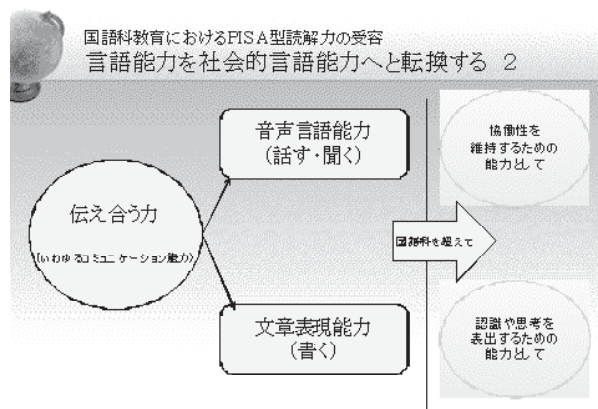 国語科教育におけるPISA型読解力の受容
言語能力を社会的言語能力へと転換する 2
音声言語能力
(話す・聞く)
協働性を
維持するための
能力として
伝え合う力
(いわゆるコミュニケーション能力)
国語科を超えて
文章表現能力
(書く)
認識や思考を
表出するための
能力として